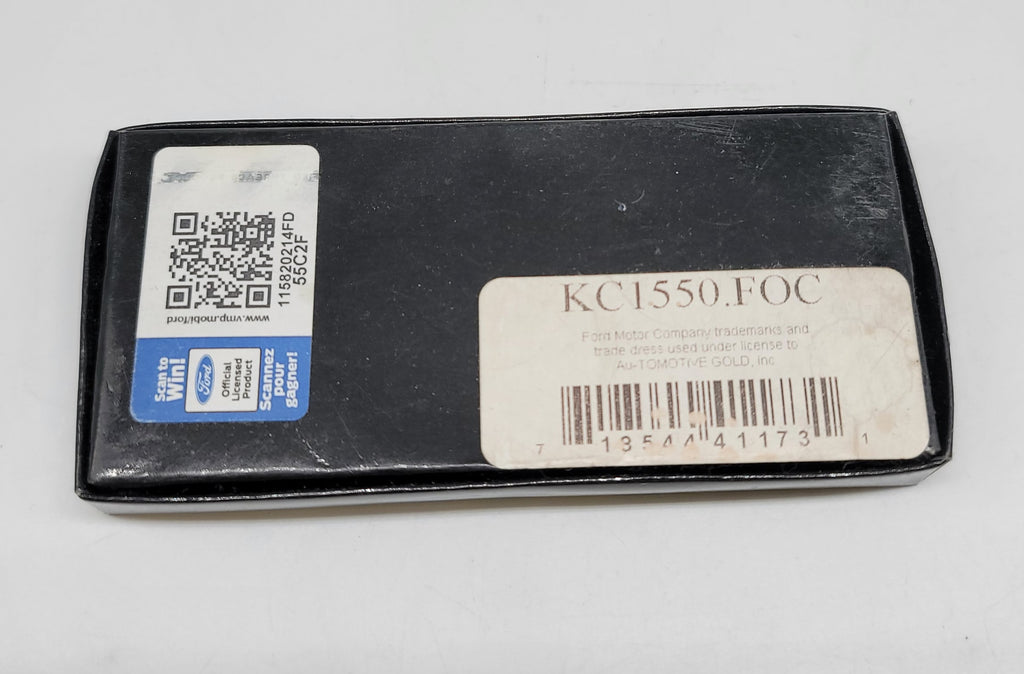 115820214FD
55C2F
www.vmp.mobi/ford
Scan to
Win!
Ford
Official
Licensed
Product
Scannez
pour
gagner!
KC1550.FOC
Ford Motor Company trademarks and
trade dress used under license to
Au-TOMOTIVE GOLD, Inc
7 13544 41173 1